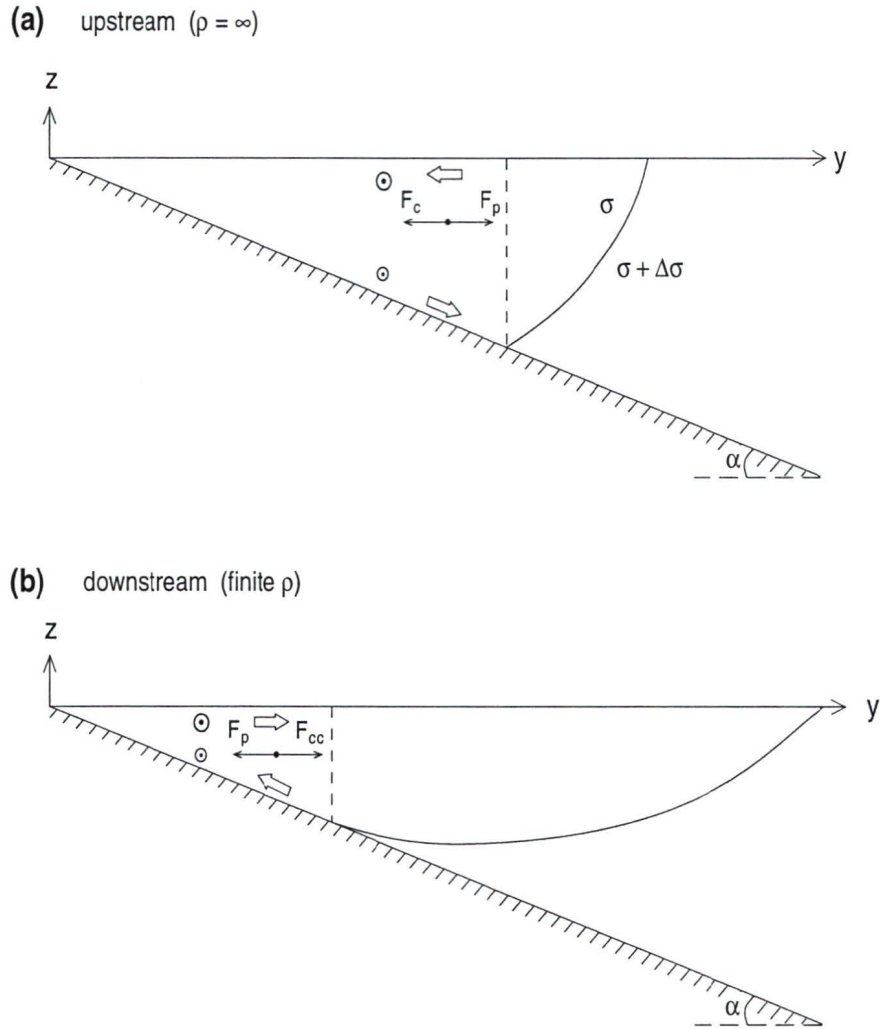 (a) upstream (ρ = ∞)
z
y
F_c F_p
σ
σ + Δσ
α
(b) downstream (finite ρ)
z
y
F_p F_cc
α